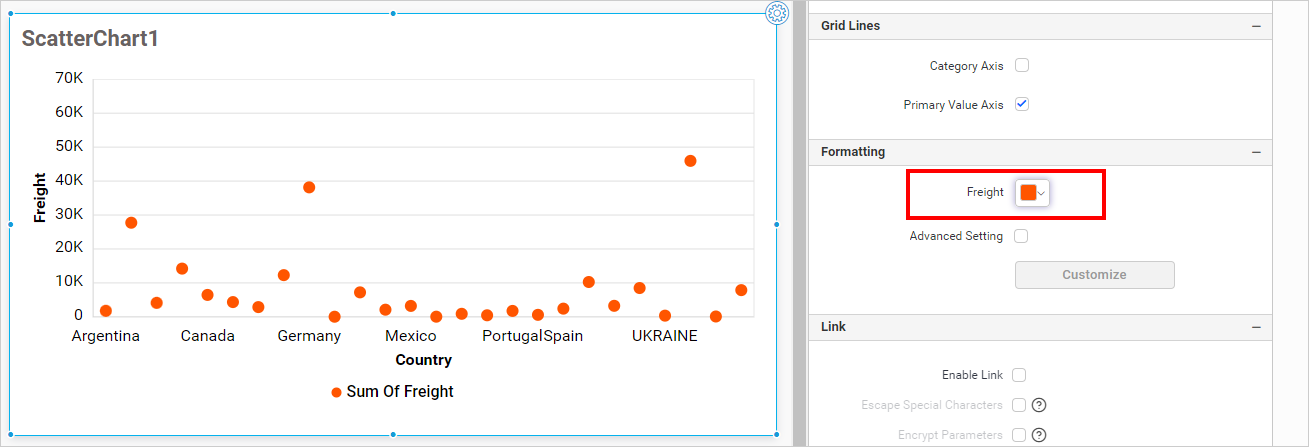 ScatterChart1
70K
60K
50K
40K
30K
20K
10K
0
Freight
Argentina Canada Germany Mexico Portugal Spain UKRAINE
Country
Sum Of Freight
Grid Lines
Category Axis
Primary Value Axis
Formatting
Freight
Advanced Setting
Customize
Link
Enable Link
Escape Special Characters ?
Encrypt Parameters ?